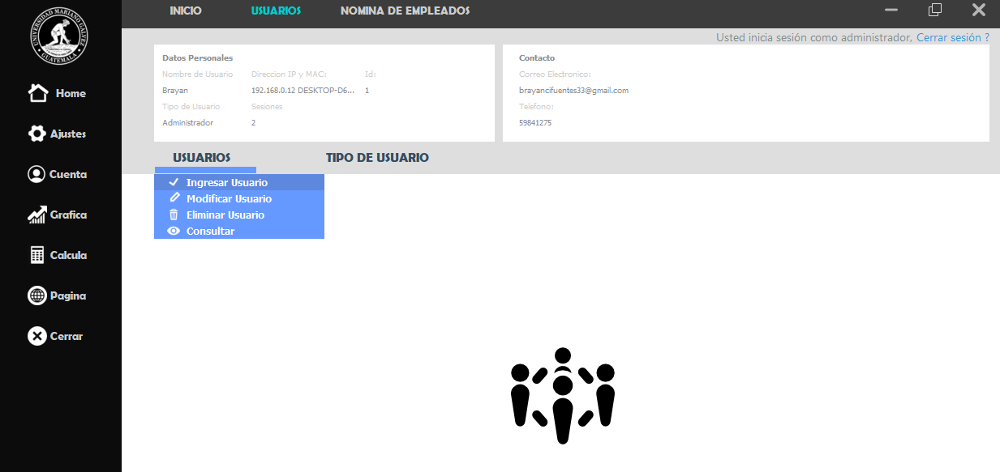 UNIVERSIDAD MARIANO GALVEZ
GUATEMALA
INICIO USUARIOS NOMINA DE EMPLEADOS
Usted inicia sesión como administrador, Cerrar sesión ?
Home
Ajustes
Cuenta
Grafica
Calcula
Pagina
Cerrar
Datos Personales
Nombre de Usuario Direccion IP y MAC: Id:
Brayan 192.168.0.12 DESKTOP-D6... 1
Tipo de Usuario Sesiones
Administrador 2
Contacto
Correo Electronico:
brayancifuentes33@gmail.com
Telefono:
59841275
USUARIOS TIPO DE USUARIO
Ingresar Usuario
Modificar Usuario
Eliminar Usuario
Consultar